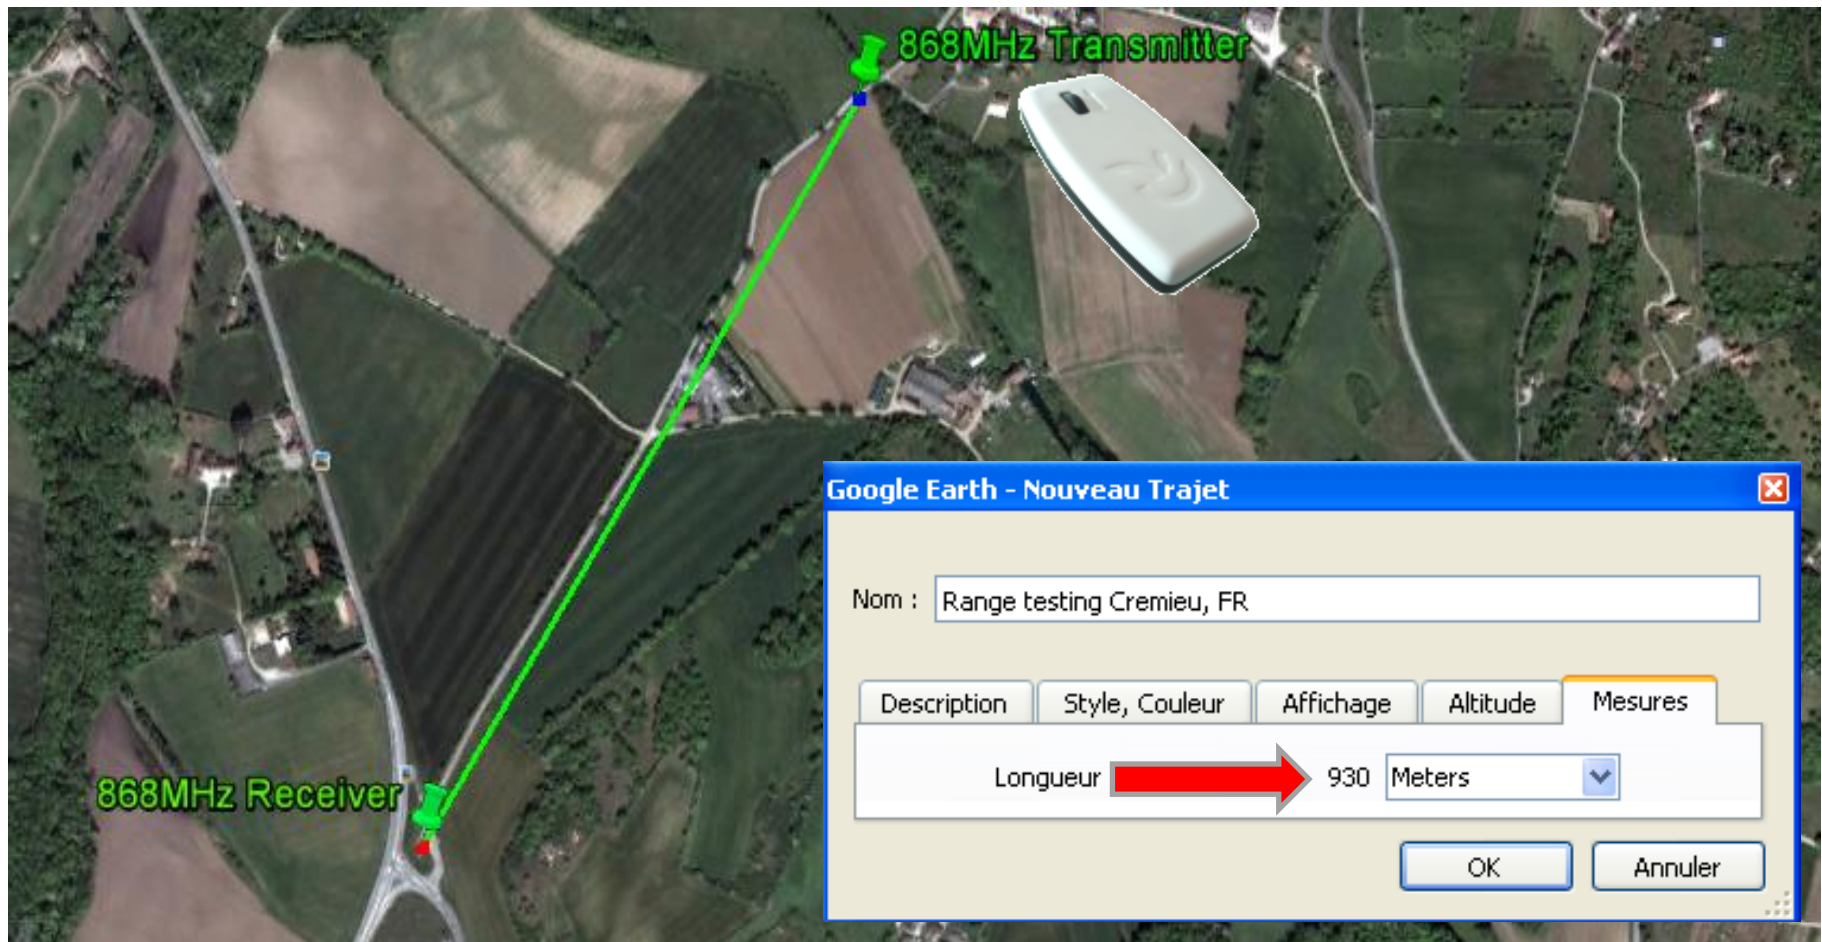 868MHz Transmitter
Google Earth - Nouveau Trajet
Nom : Range testing Cremieu, FR
Description Style, Couleur Affichage Altitude Mesures
Longueur 930 Meters
868MHz Receiver
OK Annuler